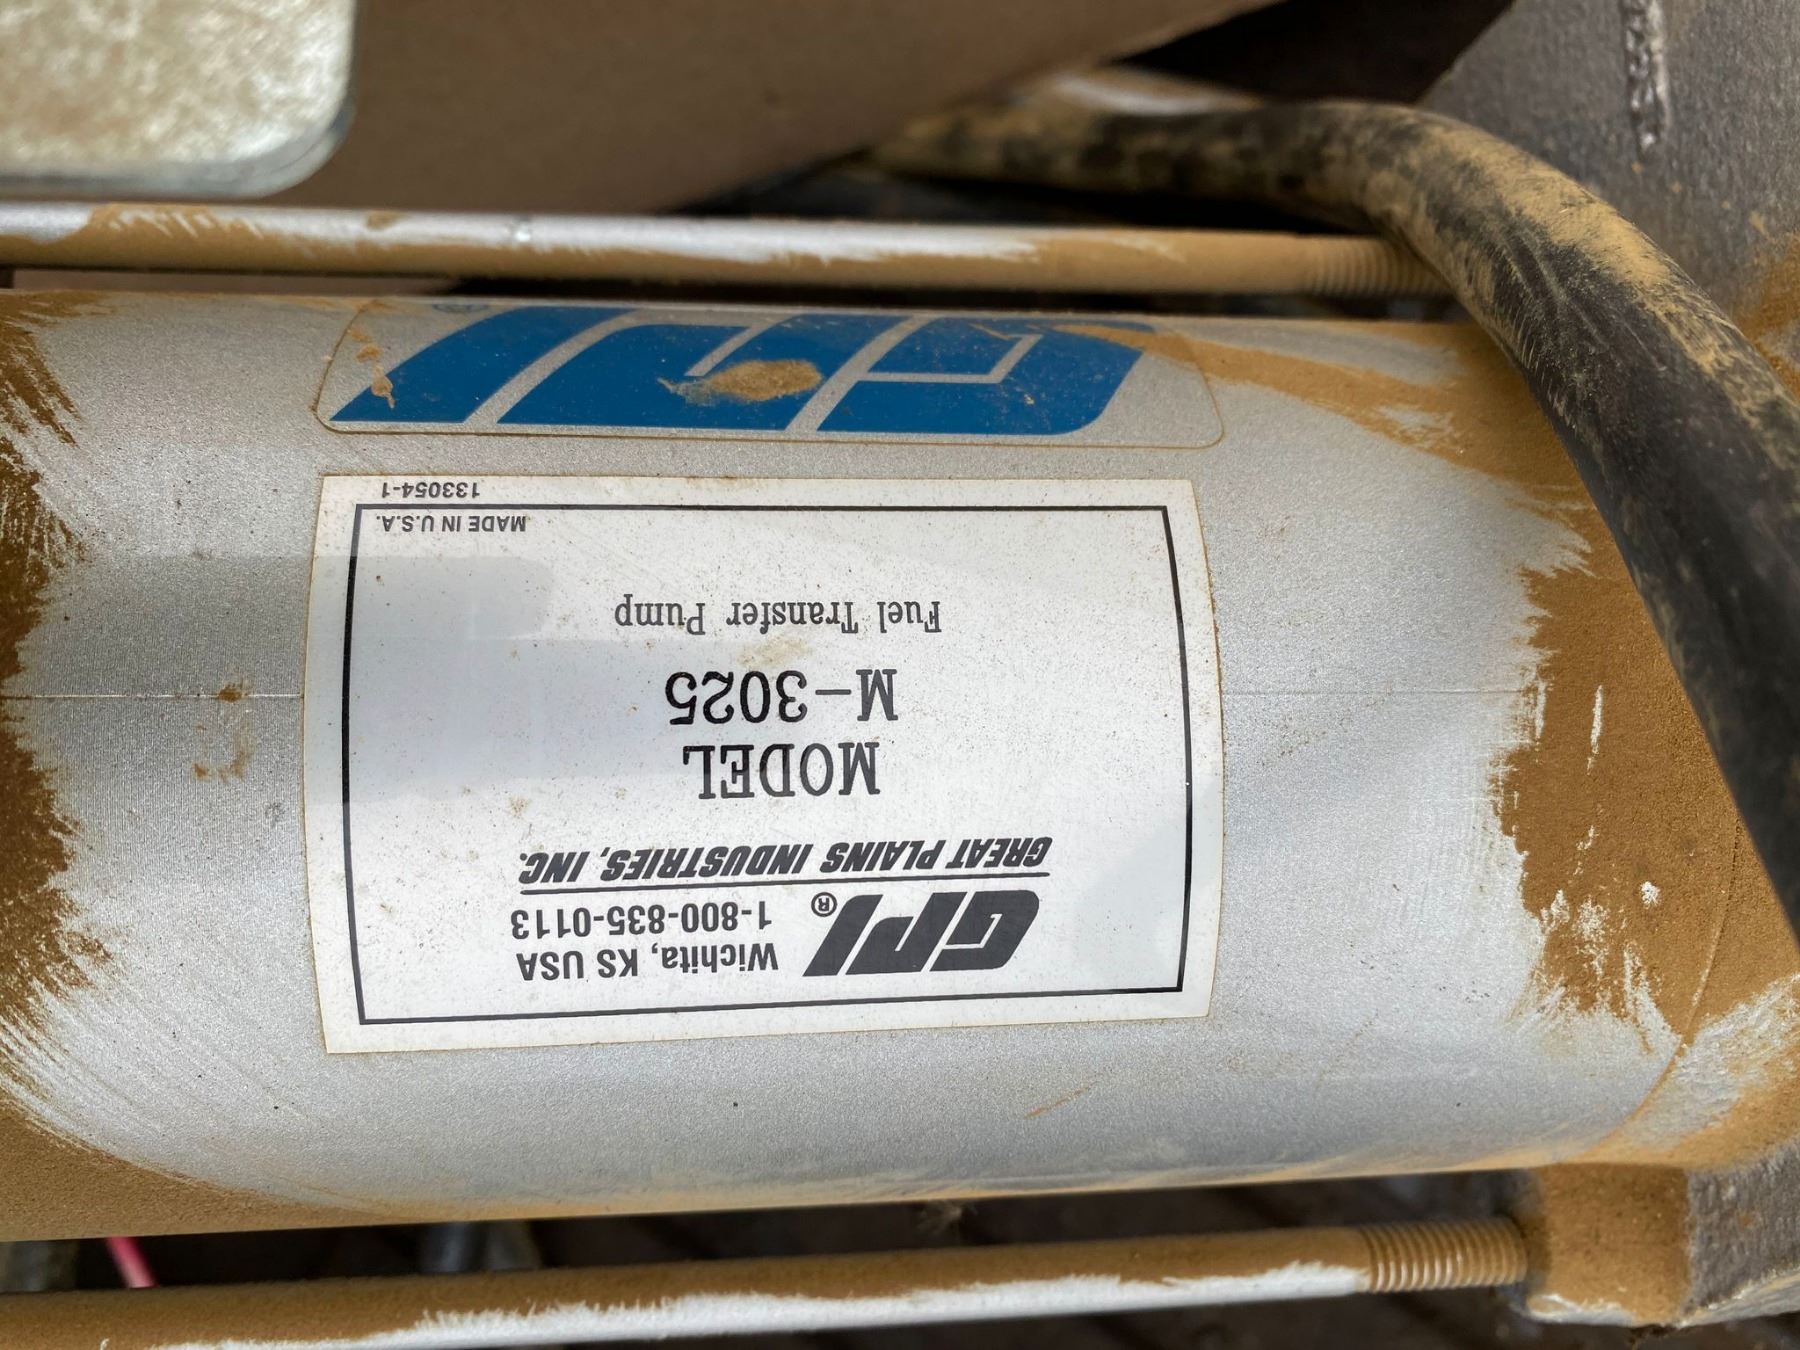 GPI®
Wichita, KS USA
1-800-835-0113
GREAT PLAINS INDUSTRIES, INC.
MODEL
M-3025
Fuel Transfer Pump
MADE IN U.S.A.
133054-1
GPI®